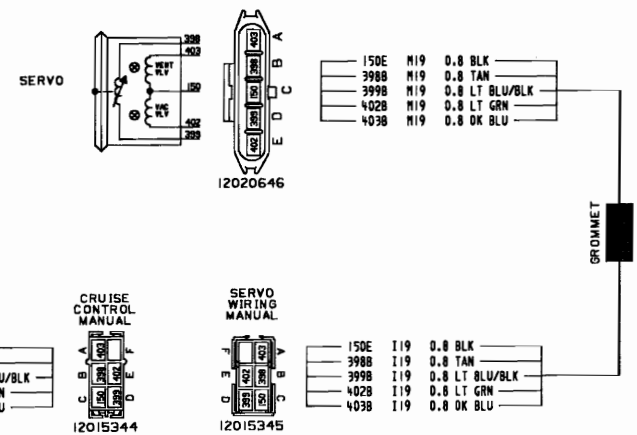 SERVO
398
403
VENT
VLV
150
VAC
VLV
402
399
403 A
398 B
150 C
399 D
402 E
12020646
150E M19 0.8 BLK
398B M19 0.8 TAN
399B M19 0.8 LT BLU/BLK
402B M19 0.8 LT GRN
403B M19 0.8 DK BLU
GROMMET
CRUISE
CONTROL
MANUAL
A 403 F
B 398 402 E
C 150 399 D
12015344
U/BLK
N
U
SERVO
WIRING
MANUAL
F 403 A
E 402 398 B
D 399 150 C
12015345
150E I19 0.8 BLK
398B I19 0.8 TAN
399B I19 0.8 LT BLU/BLK
402B I19 0.8 LT GRN
403B I19 0.8 DK BLU